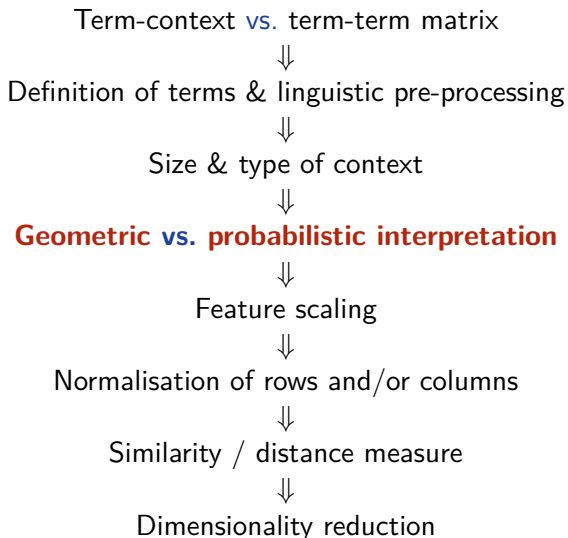 Term-context vs. term-term matrix
⇓
Definition of terms & linguistic pre-processing
⇓
Size & type of context
⇓
Geometric vs. probabilistic interpretation
⇓
Feature scaling
⇓
Normalisation of rows and/or columns
⇓
Similarity / distance measure
⇓
Dimensionality reduction